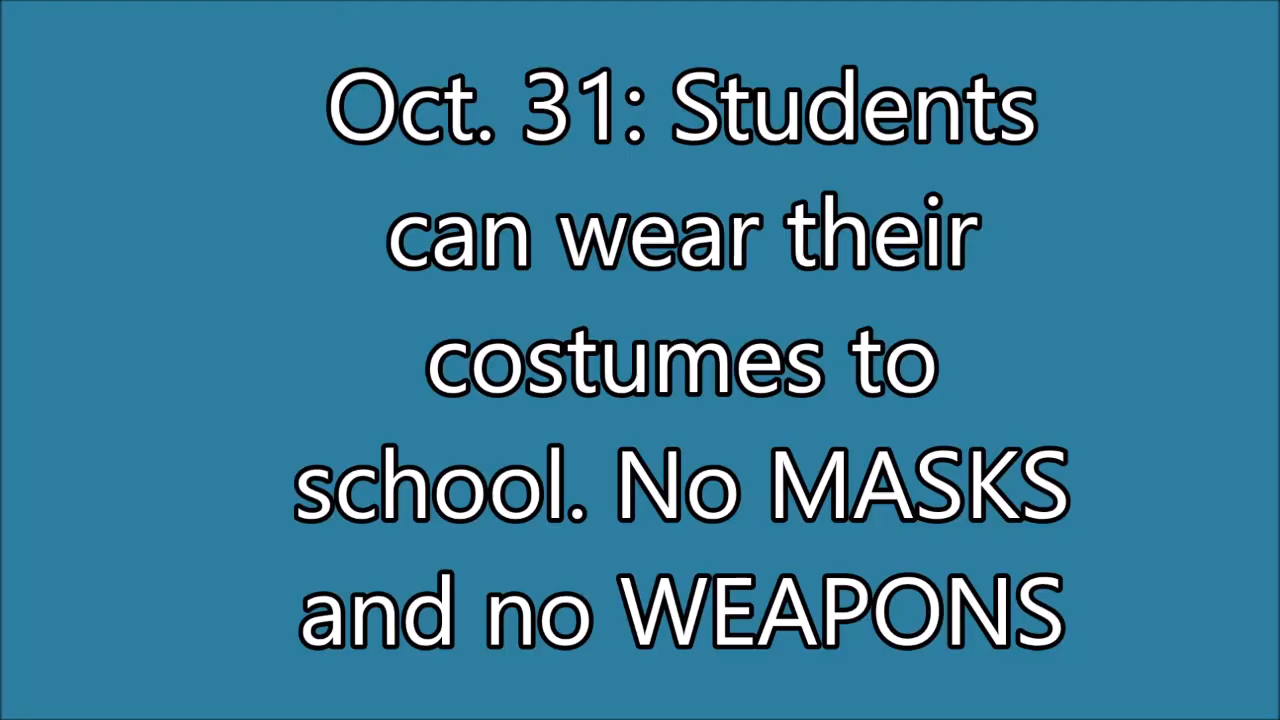 Oct. 31: Students
can wear their
costumes to
school. No MASKS
and no WEAPONS